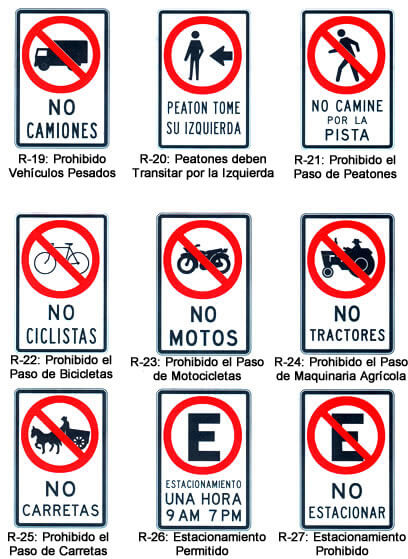 NO
CAMIONES
R-19: Prohibido
Vehículos Pesados
PEATON TOME
SU IZQUIERDA
R-20: Peatones deben
Transitar por la Izquierda
NO CAMINE
POR LA
PISTA
R-21: Prohibido el
Paso de Peatones
NO
CICLISTAS
R-22: Prohibido el
Paso de Bicicletas
NO
MOTOS
R-23: Prohibido el Paso
de Motocicletas
NO
TRACTORES
R-24: Prohibido el Paso
de Maquinaria Agrícola
NO
CARRETAS
R-25: Prohibido el
Paso de Carretas
E
ESTACIONAMIENTO
UNA HORA
9 AM 7 PM
R-26: Estacionamiento
Permitido
E
NO
ESTACIONAR
R-27: Estacionamiento
Prohibido